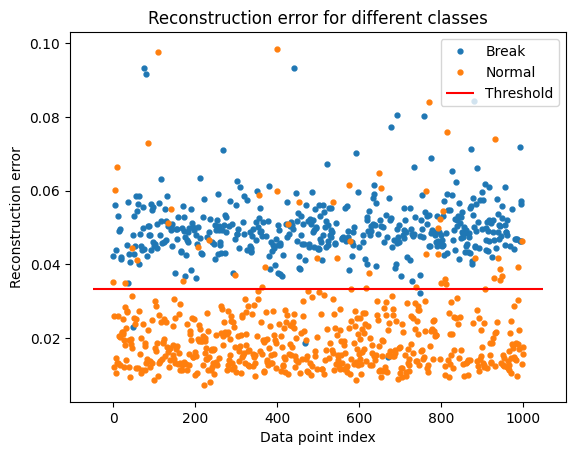 Reconstruction error for different classes
Break
Normal
Threshold
Reconstruction error
0.10
0.08
0.06
0.04
0.02
0
200
400
600
800
1000
Data point index